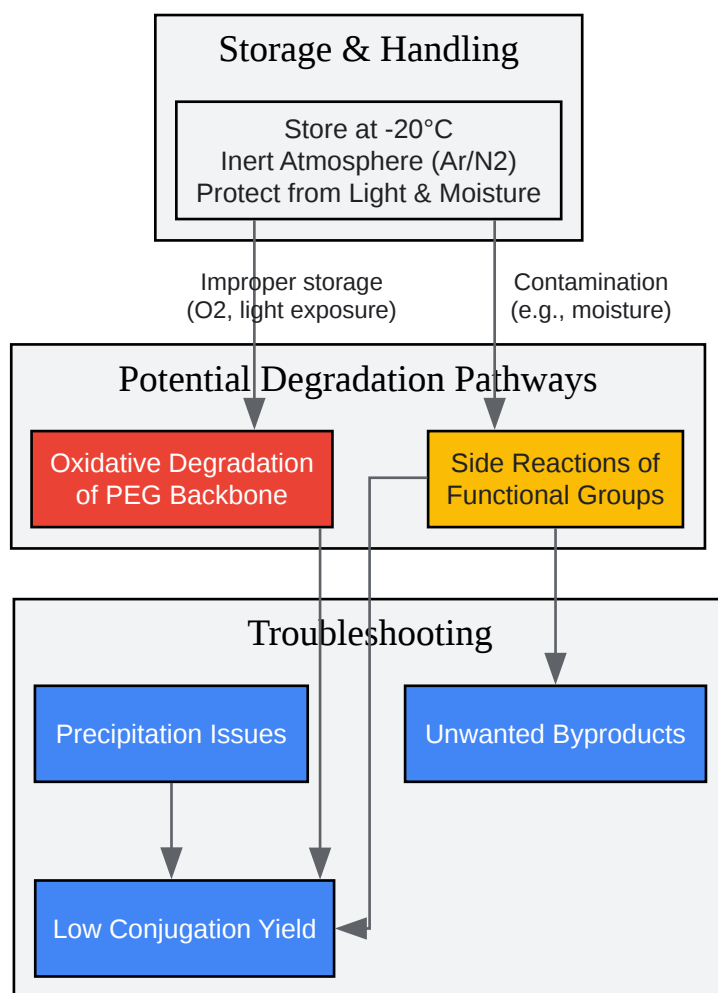 Storage & Handling
Store at -20°C
Inert Atmosphere (Ar/N2)
Protect from Light & Moisture
Improper storage
(O2, light exposure)
Contamination
(e.g., moisture)
Potential Degradation Pathways
Oxidative Degradation
of PEG Backbone
Side Reactions of
Functional Groups
Troubleshooting
Precipitation Issues
Unwanted Byproducts
Low Conjugation Yield